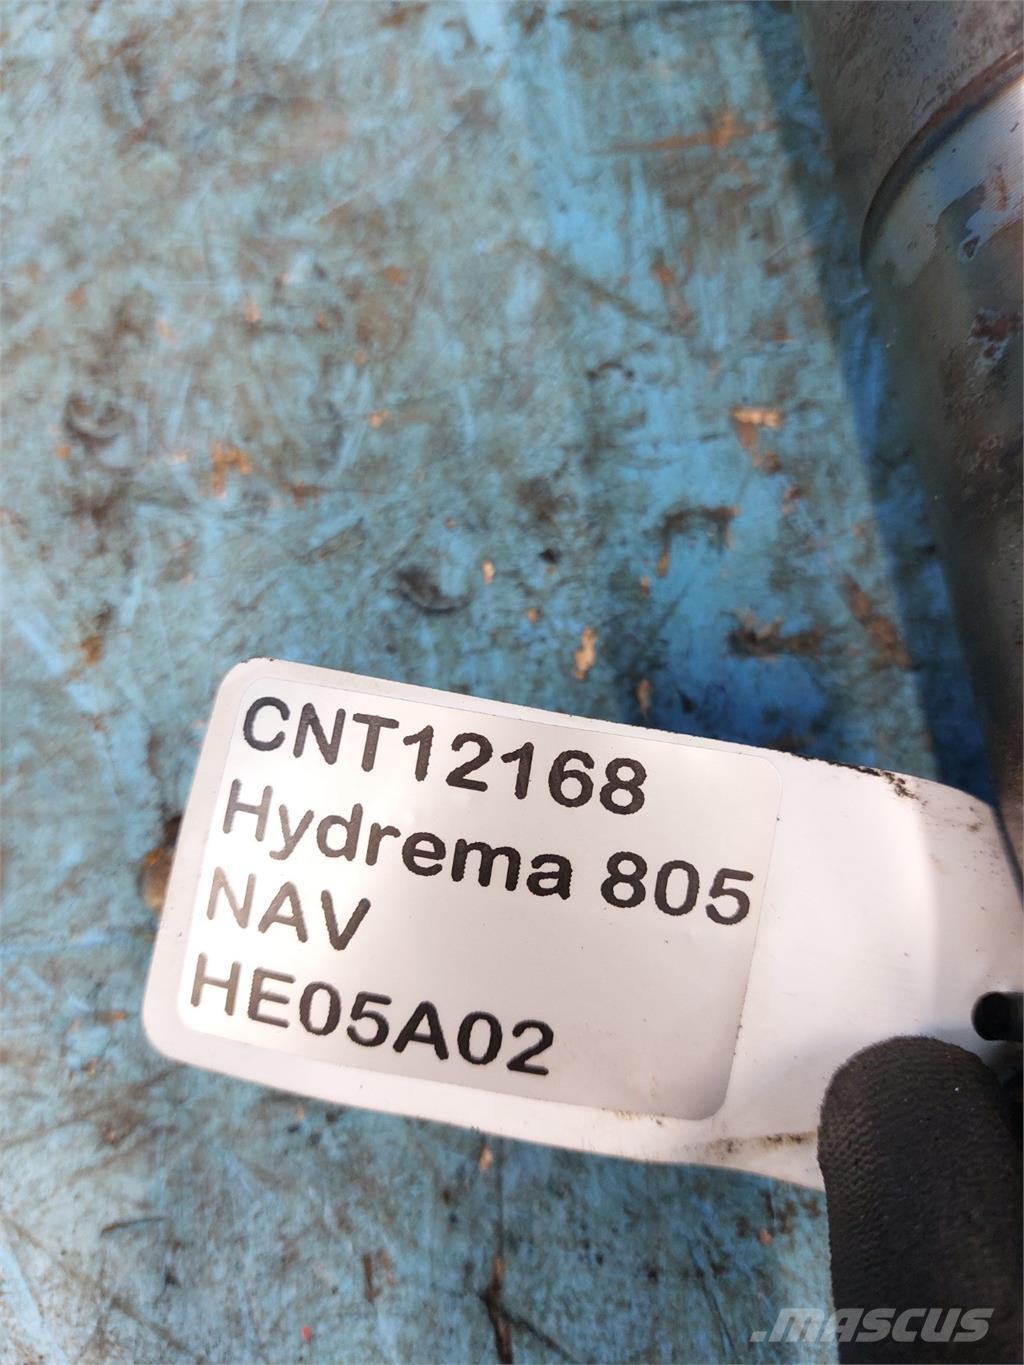 CNT12168
Hydrema 805
NAV
HE05A02
.MASCUS